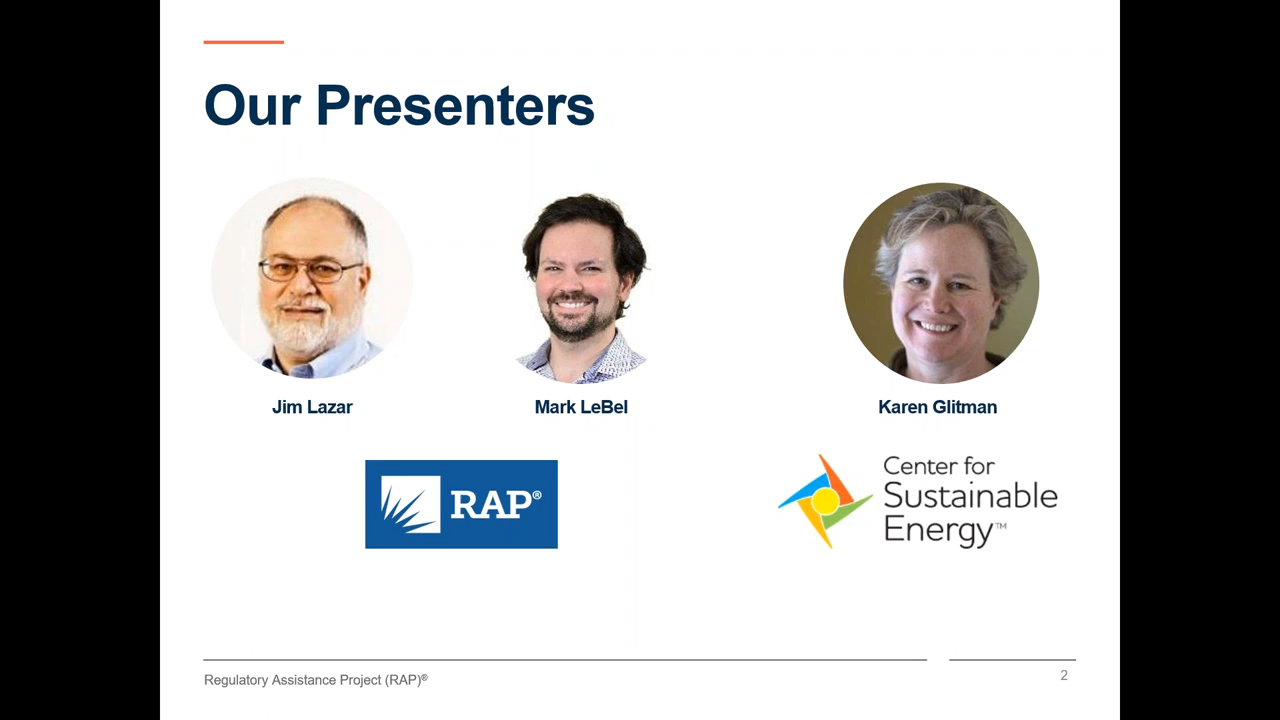 Our Presenters
Jim Lazar
Mark LeBel
Karen Glitman
RAP®
Center for
Sustainable
Energy™
Regulatory Assistance Project (RAP)®
2